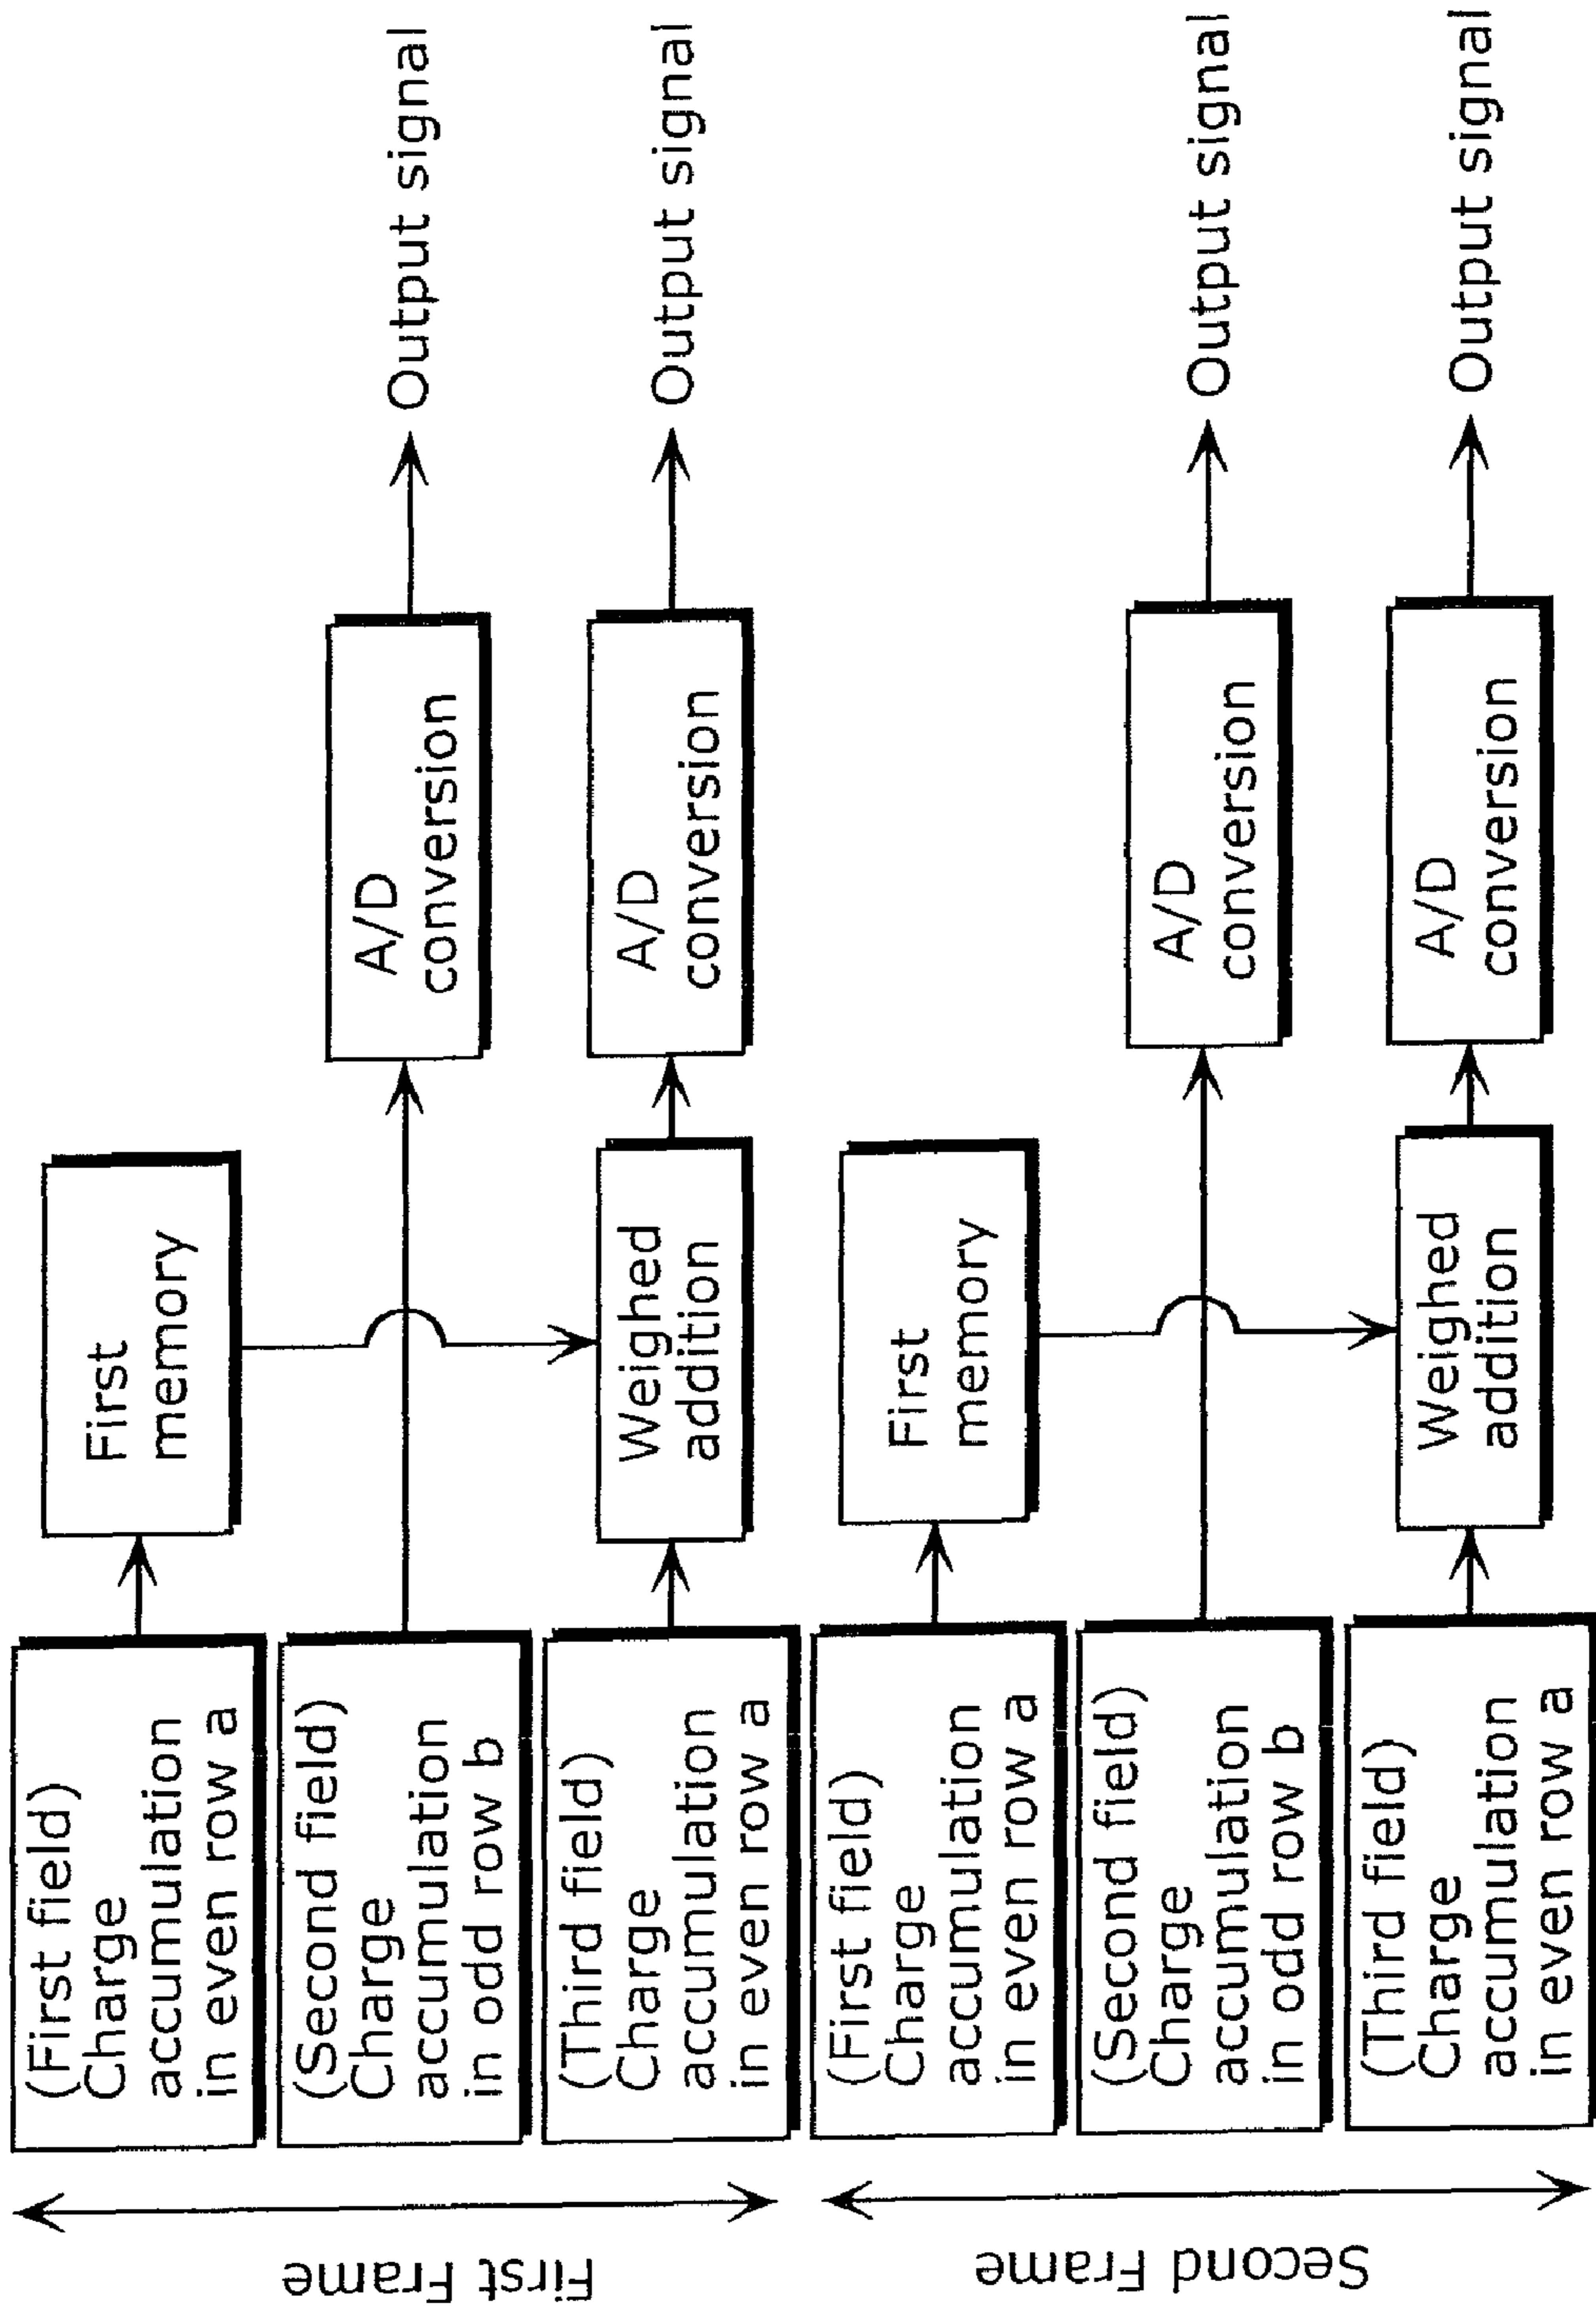 First Frame
(First field)
Charge
accumulation
in even row a
First
memory
(Second field)
Charge
accumulation
in odd row b
A/D
conversion
Output signal
(Third field)
Charge
accumulation
in even row a
Weighed
addition
A/D
conversion
Output signal
Second Frame
(First field)
Charge
accumulation
in even row a
First
memory
(Second field)
Charge
accumulation
in odd row b
A/D
conversion
Output signal
(Third field)
Charge
accumulation
in even row a
Weighed
addition
A/D
conversion
Output signal